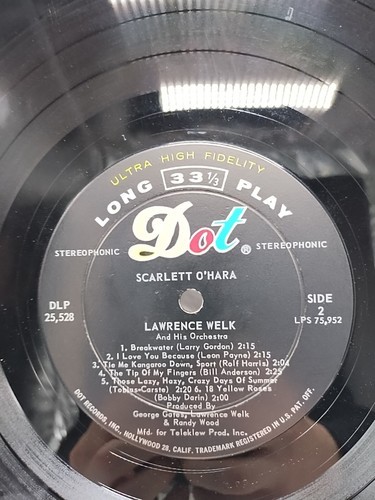 ULTRA HIGH FIDELITY
LONG 33 1/3 PLAY
Dot ®
STEREOPHONIC STEREOPHONIC
SCARLETT O'HARA
DLP 25,528
SIDE 2
LPS 75,952
LAWRENCE WELK
And His Orchestra
1. Breakwater (Larry Gordon) 2:15
2. I Love You Because (Leon Payne) 2:15
3. Tie Me Kangaroo Down, Sport (Rolf Harris) 2:04
4. The Tip Of My Fingers (Bill Anderson) 2:25
5. Those Lazy, Hazy, Crazy Days Of Summer
(Tobias-Carste) 2:20 6. 18 Yellow Roses
(Bobby Darin) 2:00
Produced By
George Gates, Lawrence Welk
& Randy Wood
Mfd. for Teleklew Prod., Inc.
DOT RECORDS, INC., HOLLYWOOD 28, CALIF. TRADEMARK REGISTERED IN U.S. PAT. OFF.